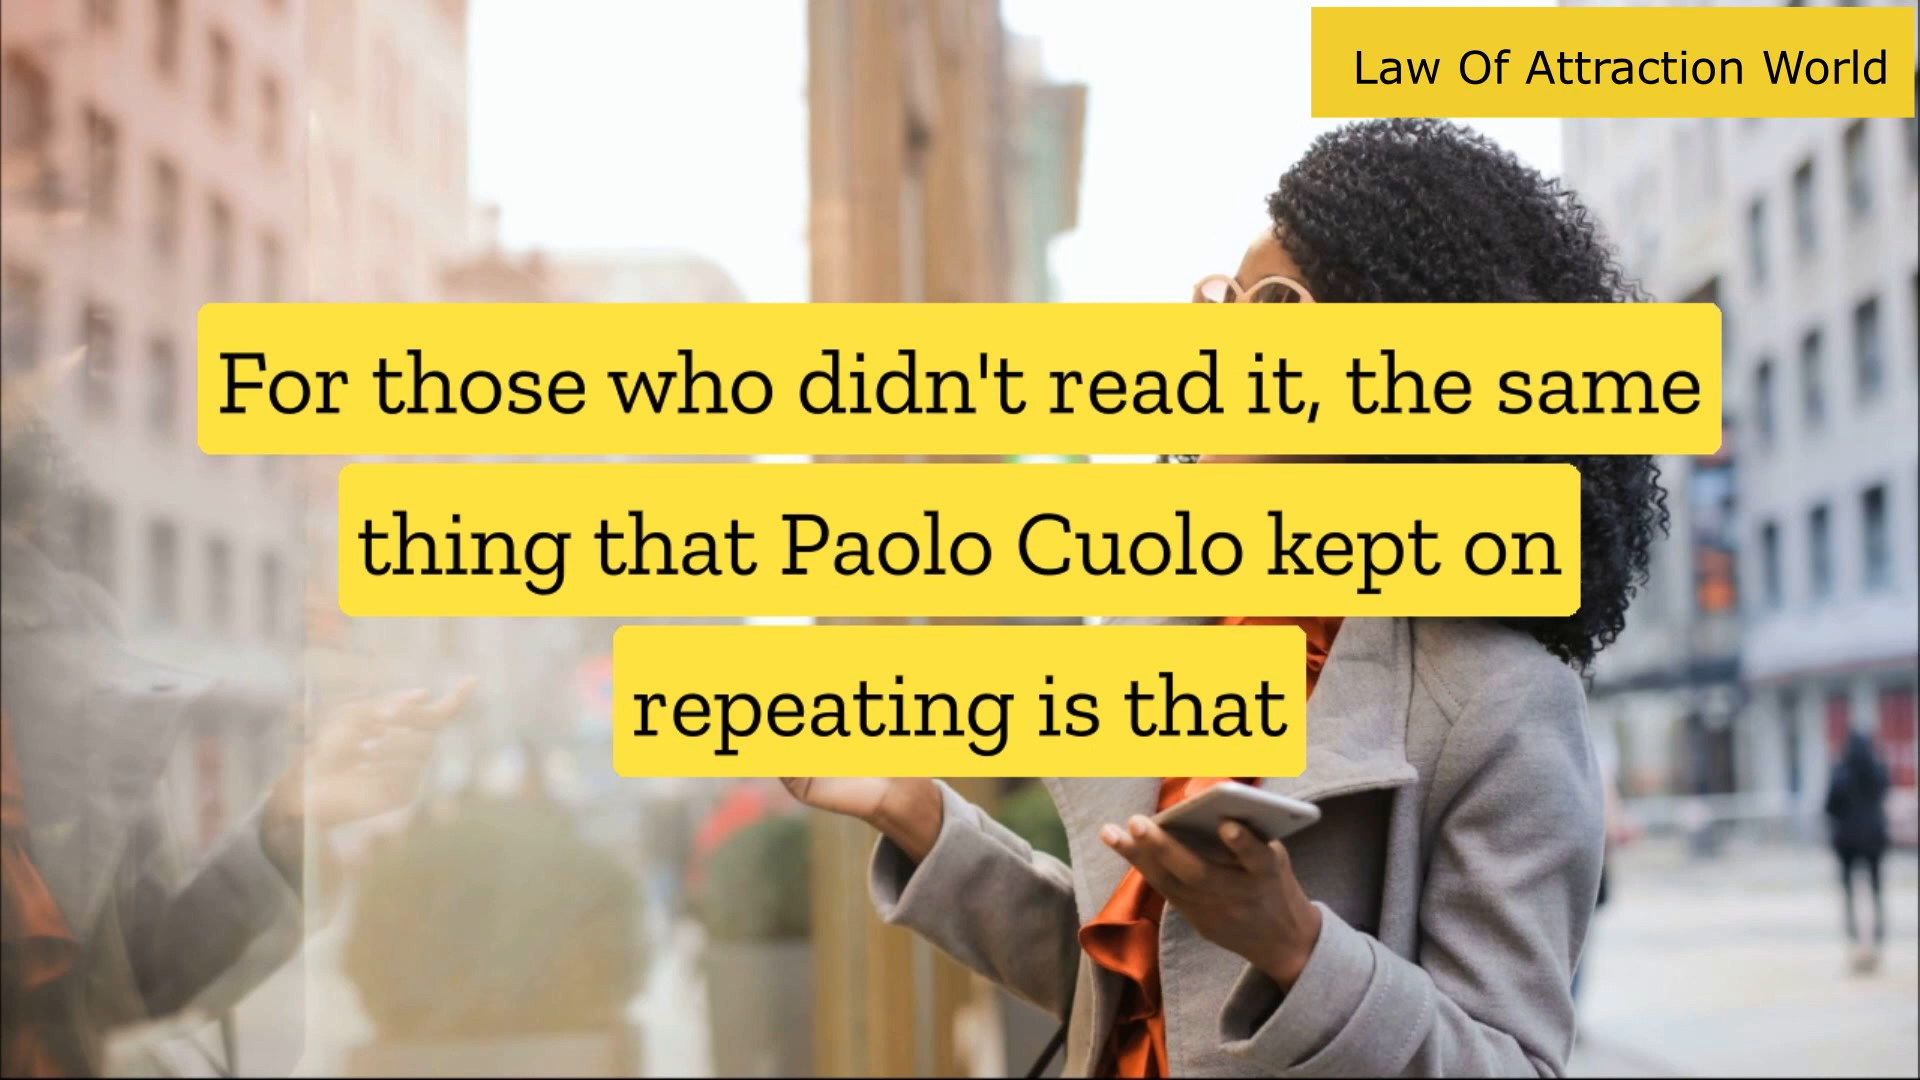 Law Of Attraction World
For those who didn't read it, the same
thing that Paolo Cuolo kept on
repeating is that